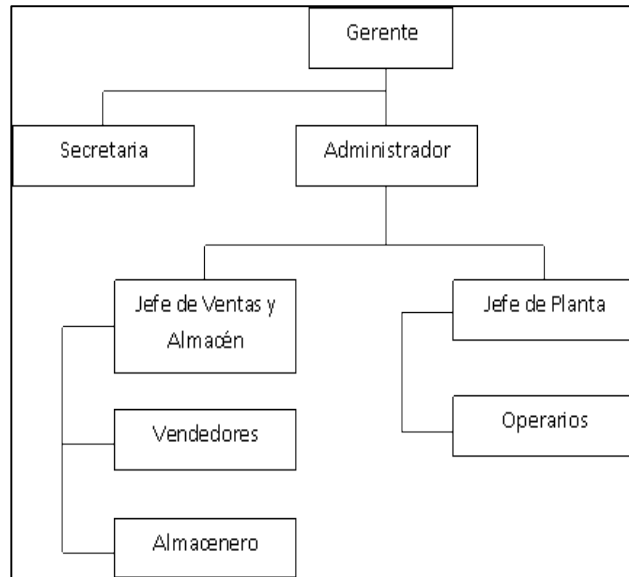 Gerente
Secretaria
Administrador
Jefe de Ventas y
Almacén
Jefe de Planta
Vendedores
Operarios
Almacenero